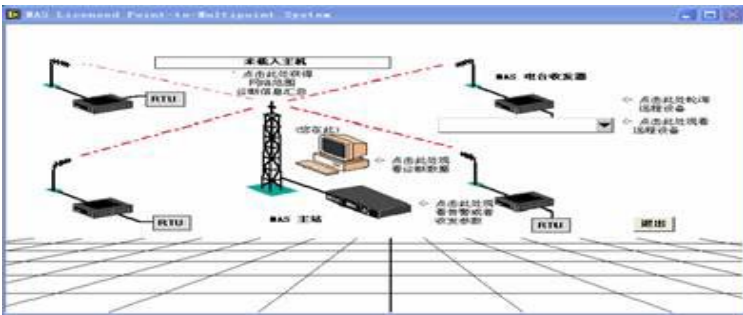 MAS Licensed Point-to-Multipoint System
未载入主机
点击此处获得
网络范围
诊断信息汇总
MAS 电台收发器
RTU
<- 点击此处轮询
远程设备
<- 点击此处观看
远程设备
(您在此)
<- 点击此处观
看诊断数据
<- 点击此处观
看告警或者
收发参数
RTU
MAS 主站
RTU
退出